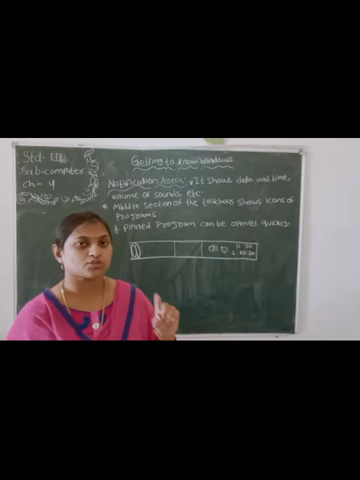 Std: III
Sub: computer
ch - 4
Getting to know windows
Notification Area : It shows data and time,
volume of sounds etc.
* Middle section of the taskbar shows icons of
Programs
* Pinned Program can be opened quickly.